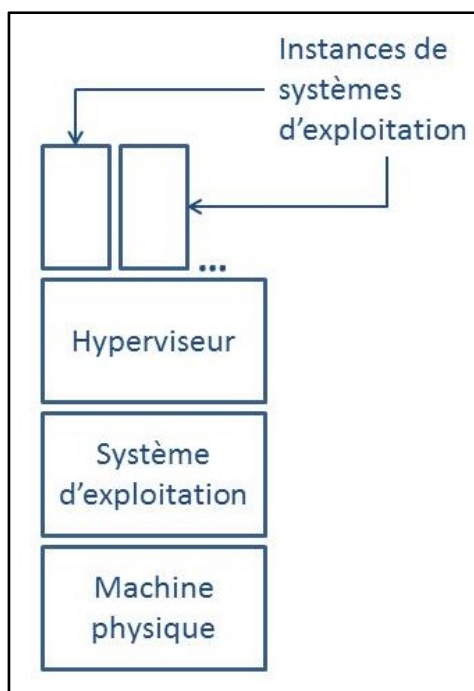 Instances de
systèmes
d’exploitation
...
Hyperviseur
Système
d’exploitation
Machine
physique